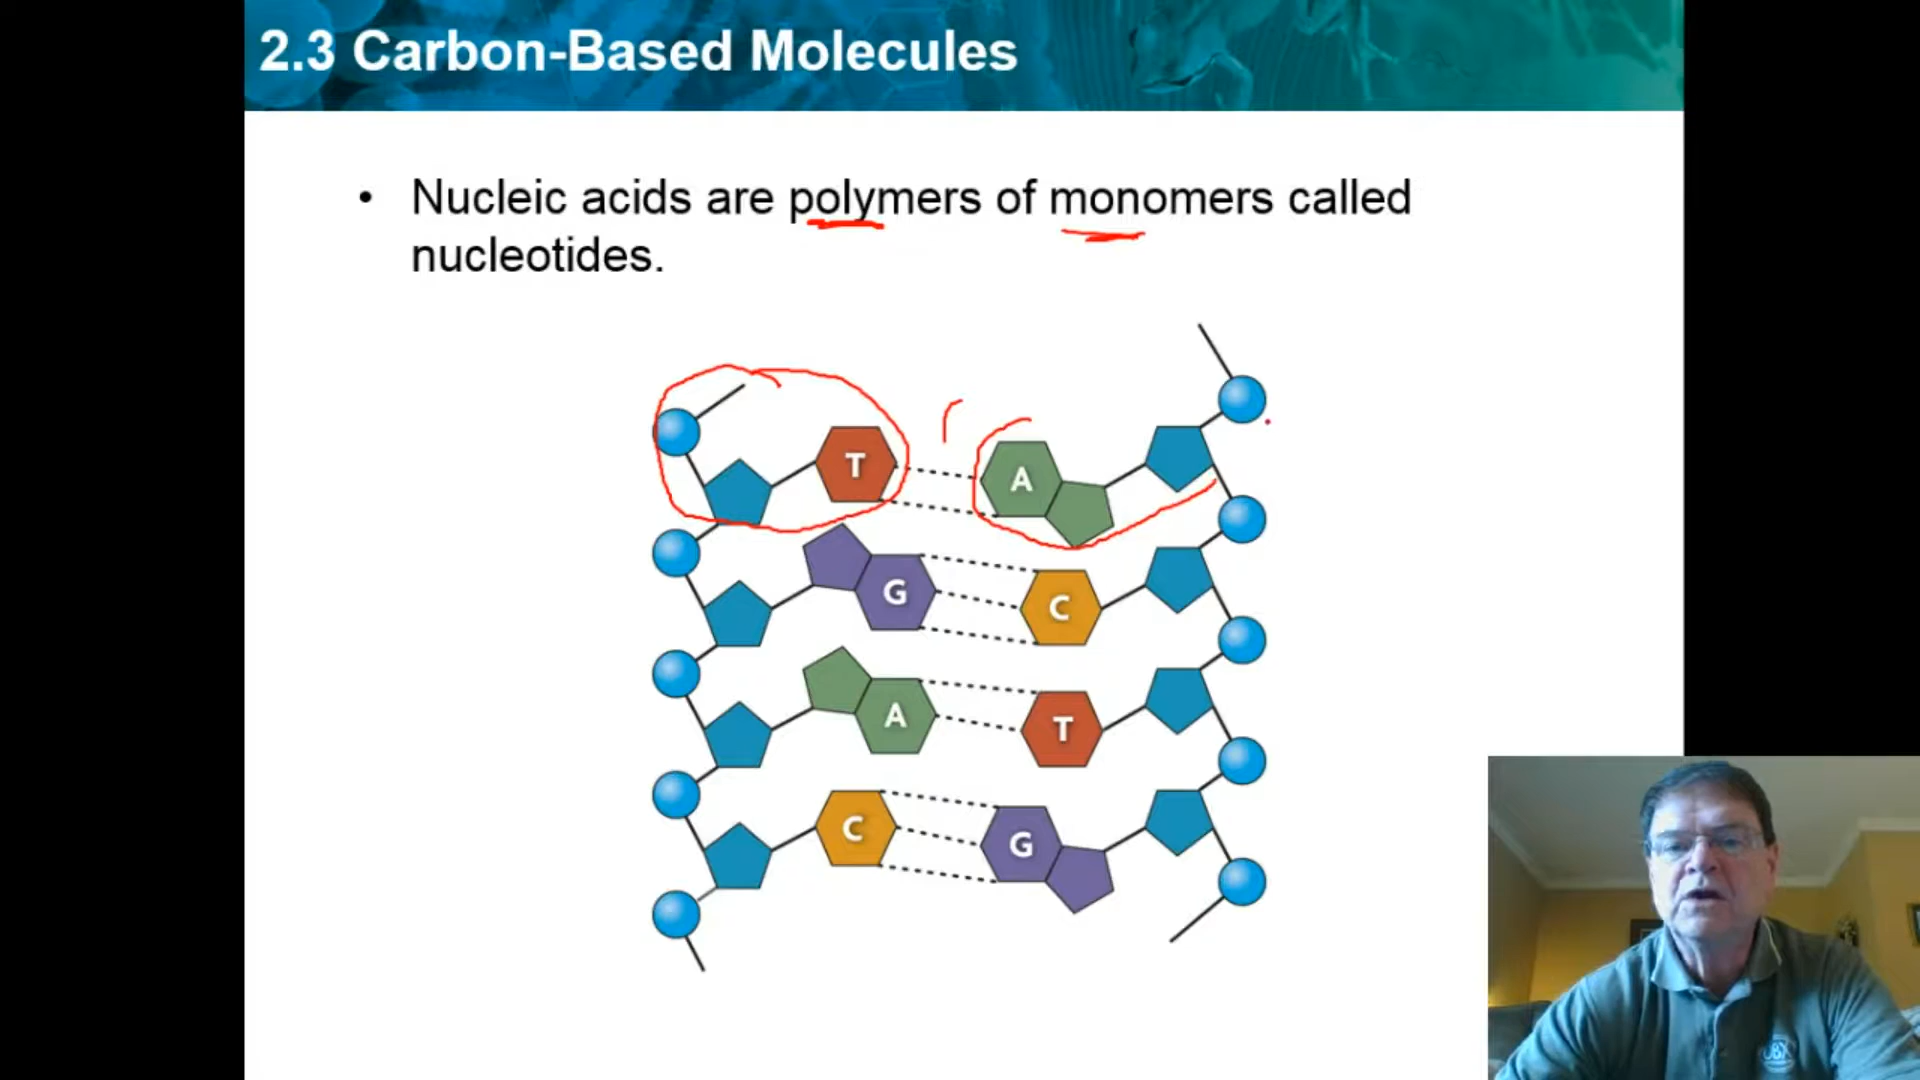 2.3 Carbon-Based Molecules
• Nucleic acids are polymers of monomers called
nucleotides.
T A
G C
A T
C G